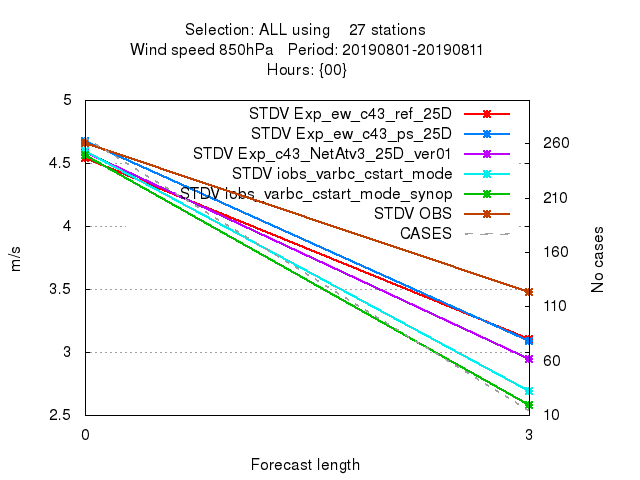 Selection: ALL using 27 stations
Wind speed 850hPa Period: 20190801-20190811
Hours: {00}
5
STDV Exp_ew_c43_ref_25D
STDV Exp_ew_c43_ps_25D
260
STDV Exp_c43_NetAtv3_25D_ver01
4.5
STDV iobs_varbc_cstart_mode
STDV iobs_varbc_cstart_mode_synop
210
STDV OBS
4
CASES
160
m/s
No cases
3.5
110
3
60
2.5
10
0
3
Forecast length